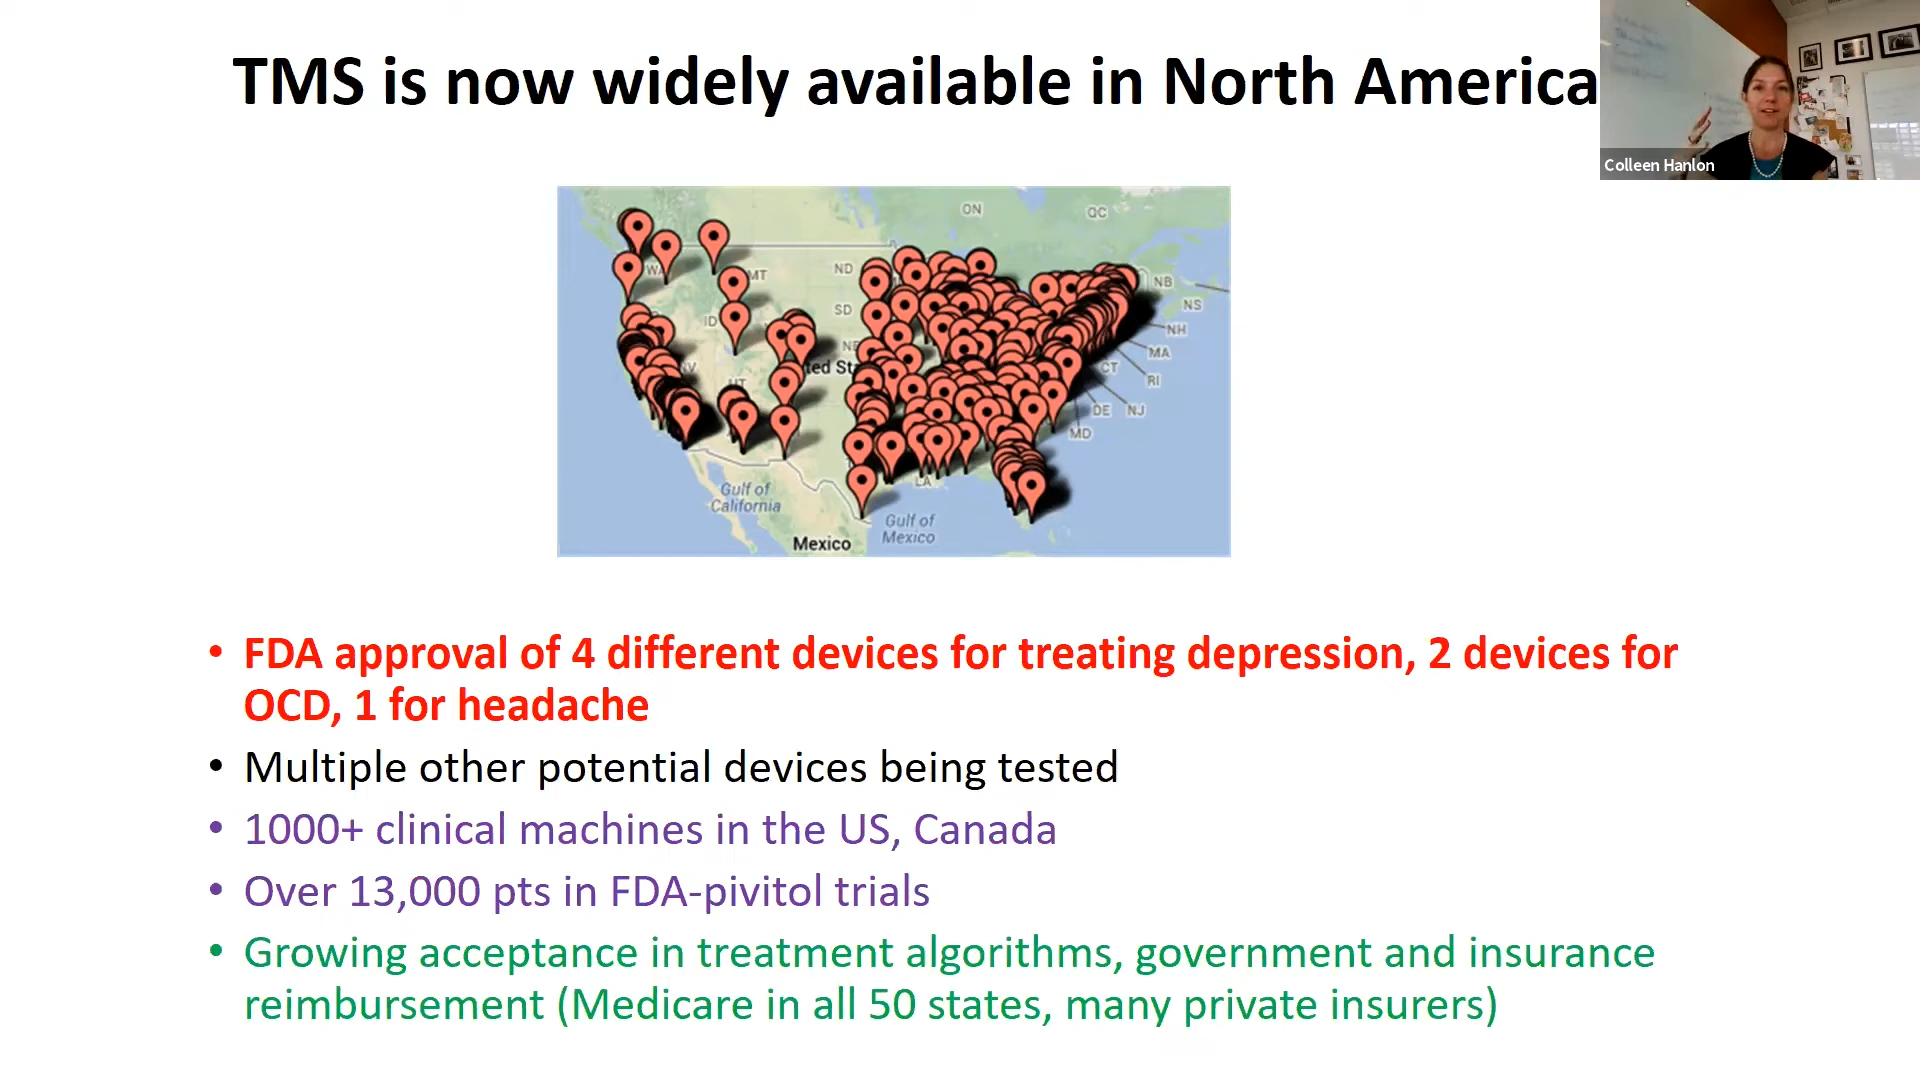 TMS is now widely available in North America
Colleen Hanlon
ON
QC
WA
MT
ND
NB
NS
ID
SD
NH
NE
MA
NV
ted Sta
CT
UT
RI
DE
NJ
MD
LA
Gulf of
California
Gulf of
Mexico
Mexico
• FDA approval of 4 different devices for treating depression, 2 devices for
OCD, 1 for headache
• Multiple other potential devices being tested
• 1000+ clinical machines in the US, Canada
• Over 13,000 pts in FDA-pivitol trials
• Growing acceptance in treatment algorithms, government and insurance
reimbursement (Medicare in all 50 states, many private insurers)